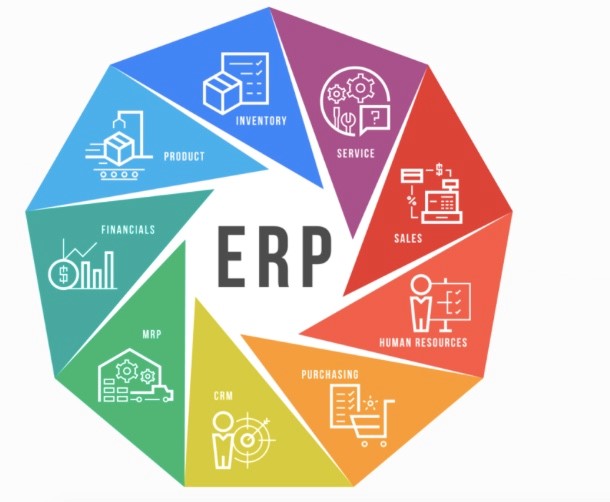 INVENTORY
SERVICE
PRODUCT
SALES
FINANCIALS
ERP
HUMAN RESOURCES
MRP
PURCHASING
CRM
$
%
?
$